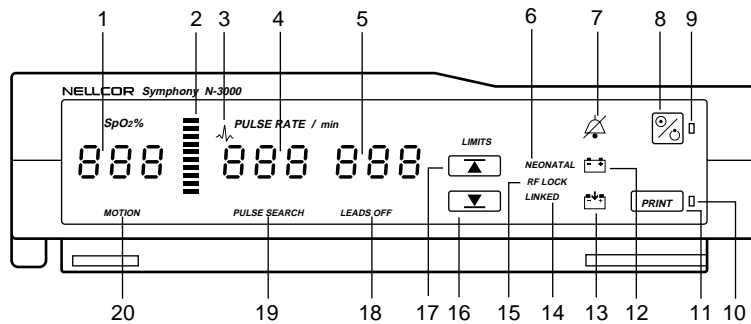 1 2 3 4 5 6 7 8 9
NELLCOR Symphony N-3000
SpO2% PULSE RATE / min
LIMITS
888 888 888
NEONATAL
RF LOCK
LINKED
PRINT
MOTION PULSE SEARCH LEADS OFF
20 19 18 17 16 15 14 13 12 11 10